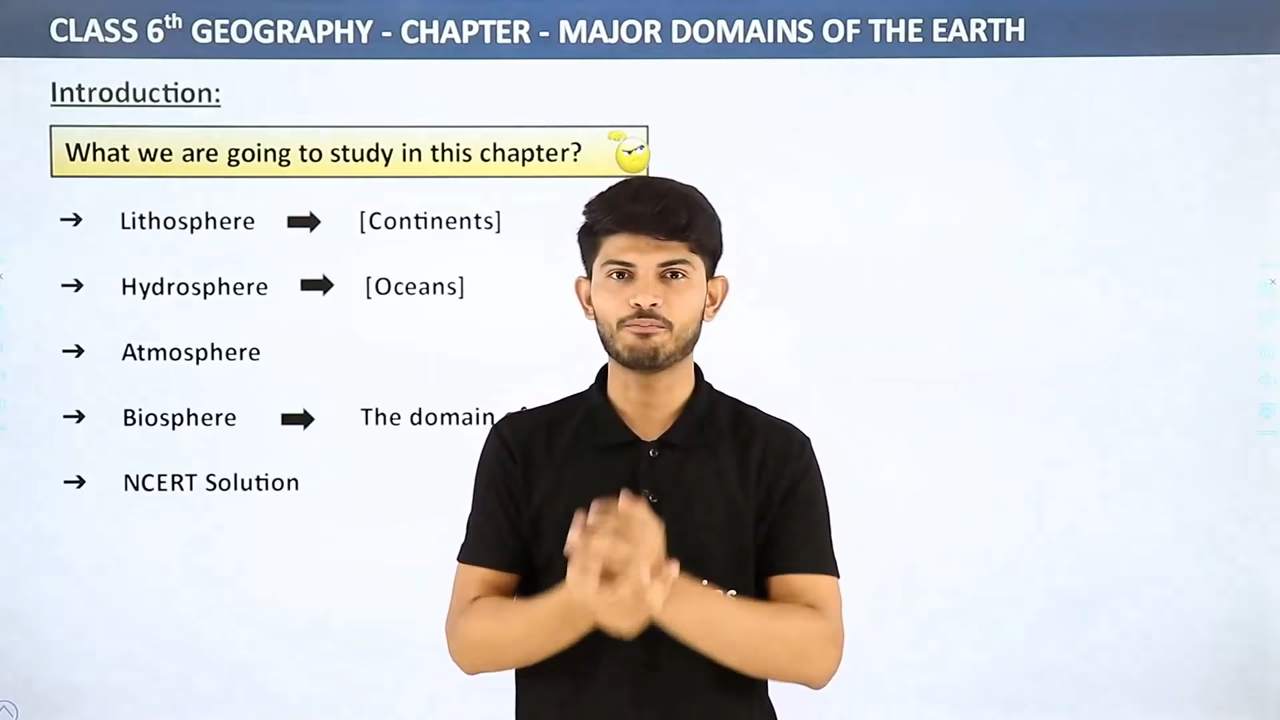 CLASS 6th GEOGRAPHY - CHAPTER - MAJOR DOMAINS OF THE EARTH
Introduction:
What we are going to study in this chapter?
→ Lithosphere ➡ [Continents]
→ Hydrosphere ➡ [Oceans]
→ Atmosphere
→ Biosphere ➡ The domain
→ NCERT Solution